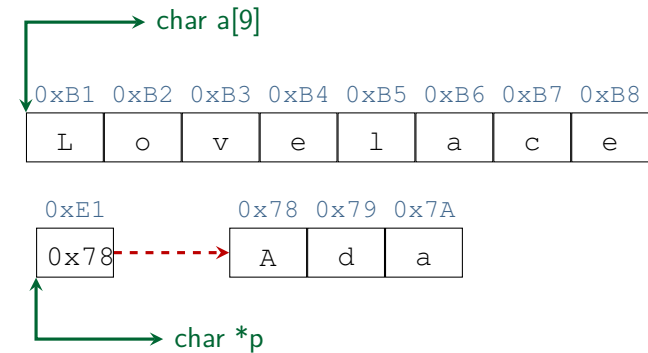 char a[9]
0xB1 0xB2 0xB3 0xB4 0xB5 0xB6 0xB7 0xB8
L o v e l a c e
0xE1 0x78 0x79 0x7A
0x78 A d a
char *p